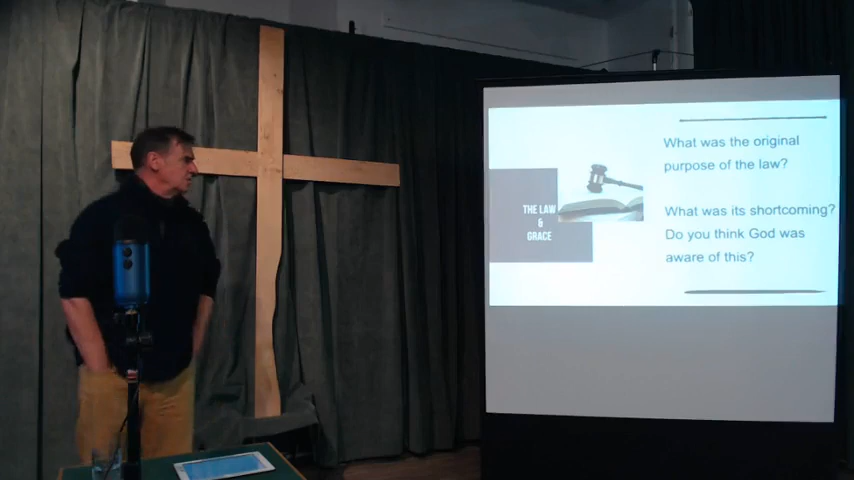 THE LAW
&
GRACE
What was the original
purpose of the law?
What was its shortcoming?
Do you think God was
aware of this?